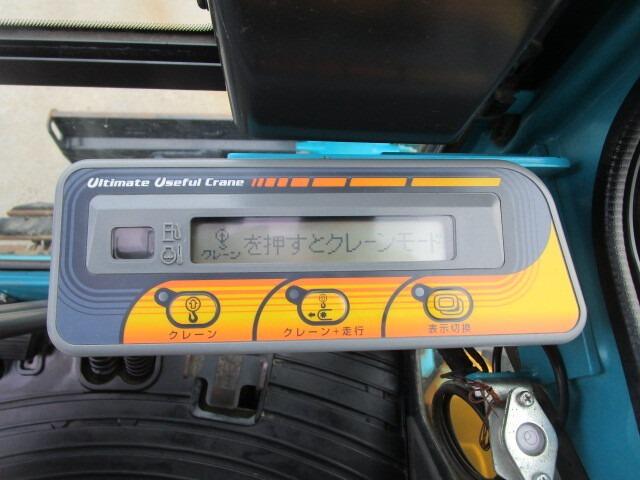 Ultimate Useful Crane
クレーン を押すとクレーンモード
クレーン
クレーン+走行
表示切換